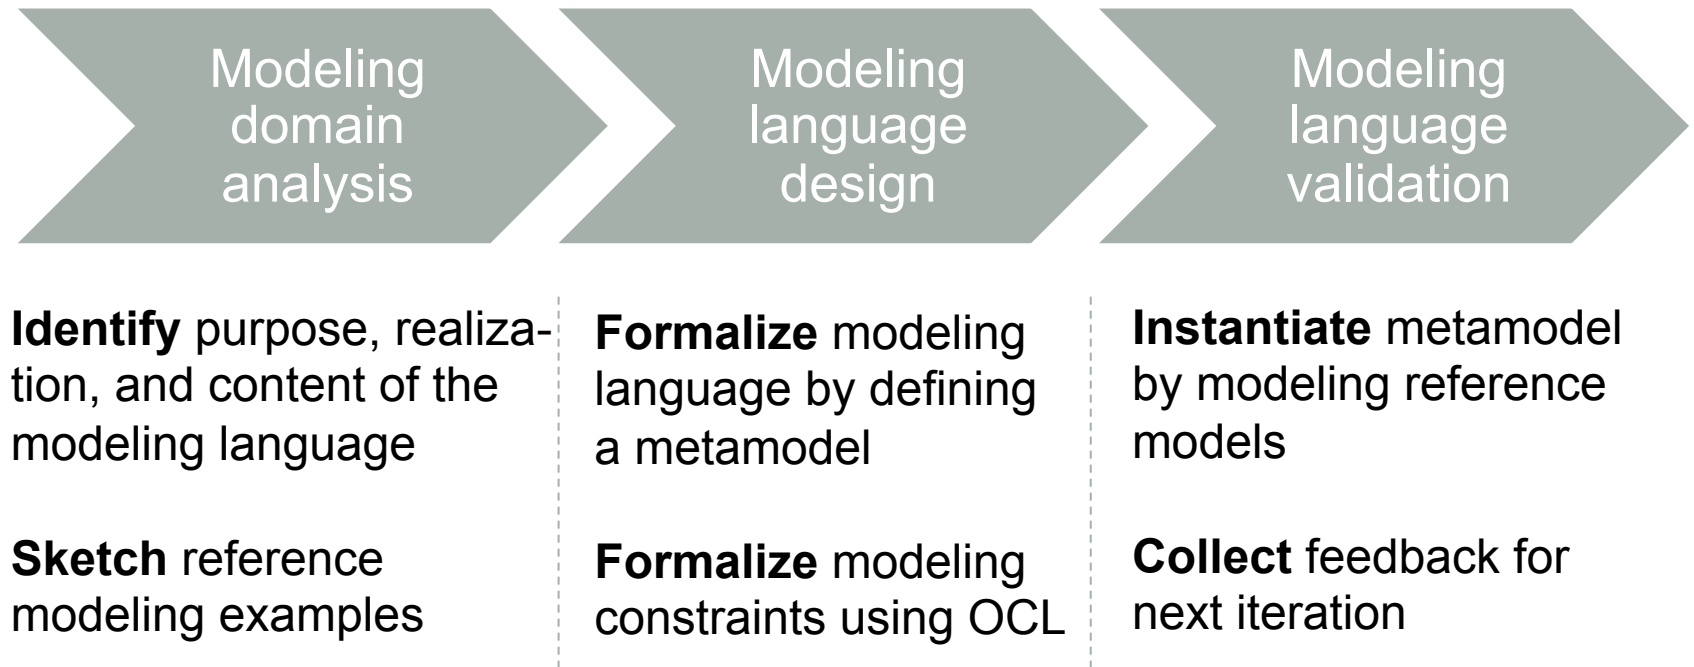 Modeling
domain
analysis
Modeling
language
design
Modeling
language
validation
Identify purpose, realiza-
tion, and content of the
modeling language
Sketch reference
modeling examples
Formalize modeling
language by defining
a metamodel
Formalize modeling
constraints using OCL
Instantiate metamodel
by modeling reference
models
Collect feedback for
next iteration